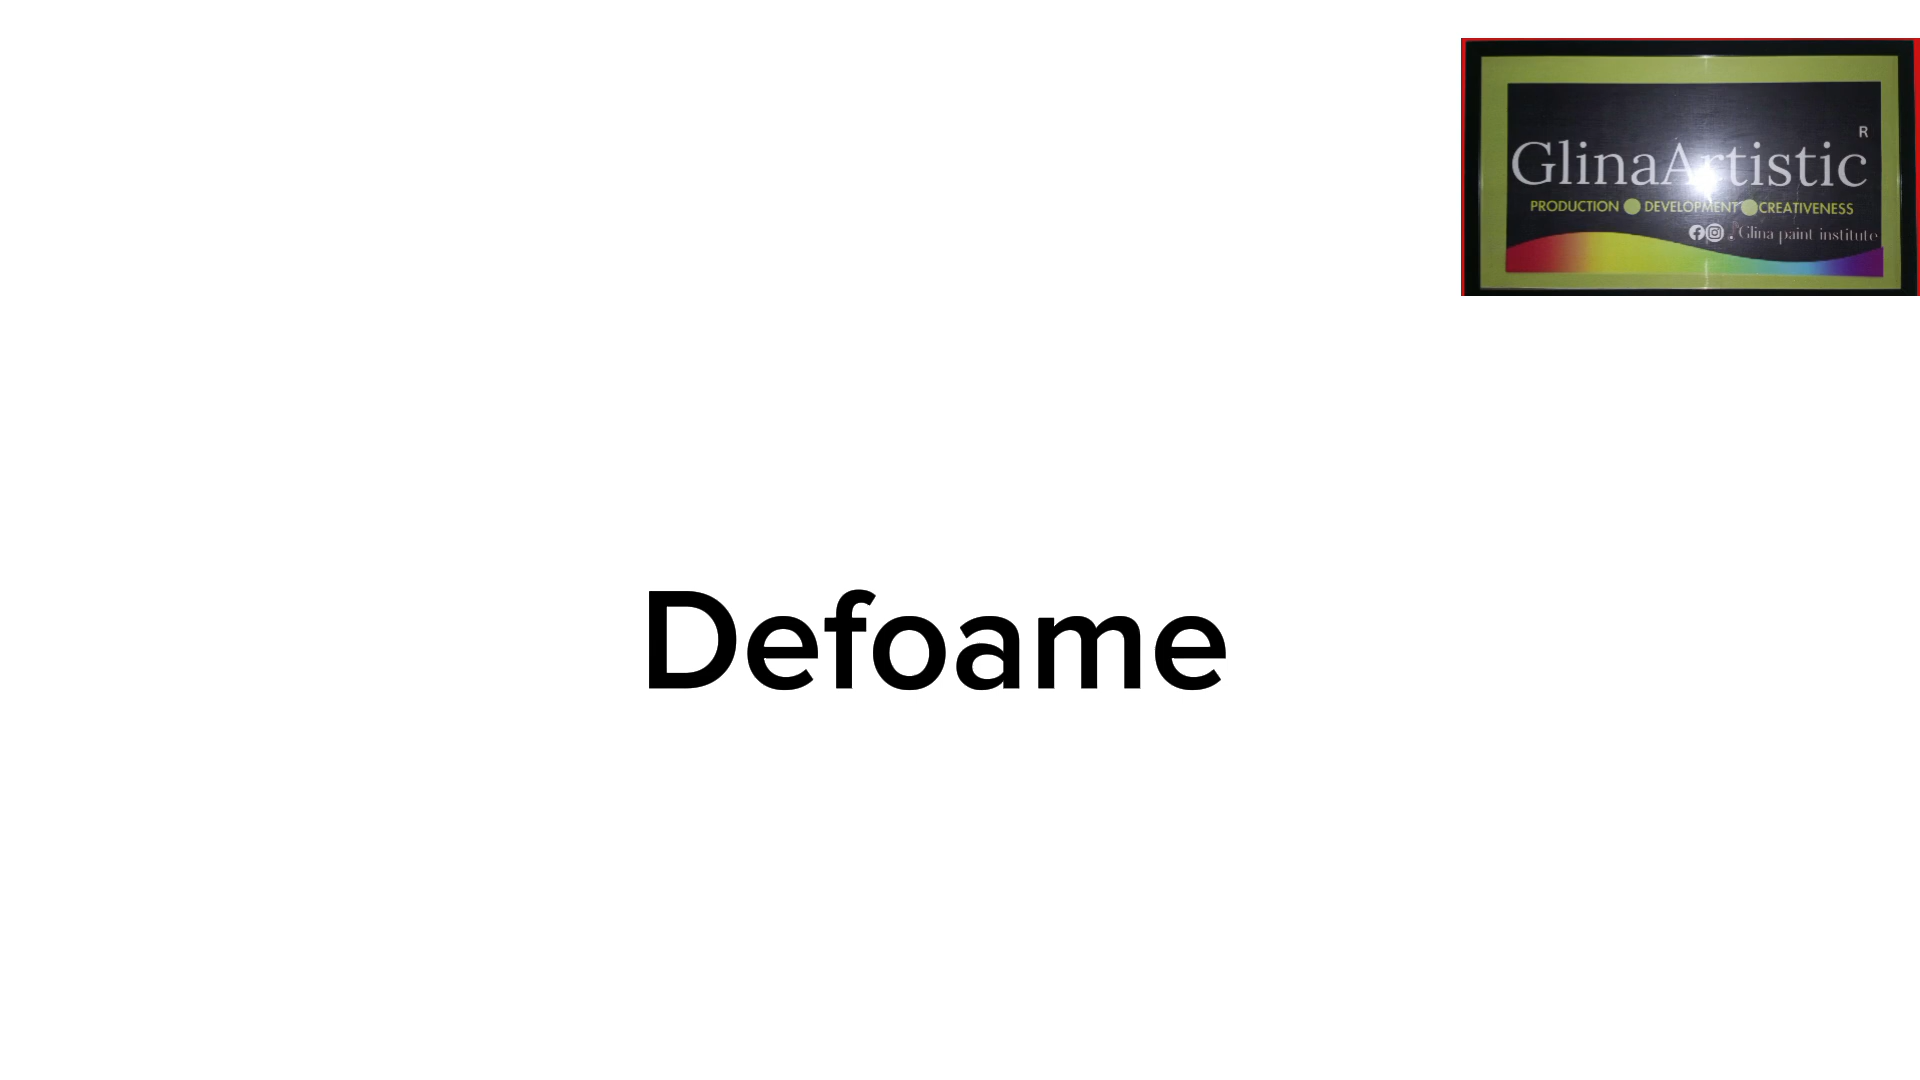 R
GlinaArtistic
PRODUCTION DEVELOPMENT CREATIVENESS
Glina paint institute
Defoame